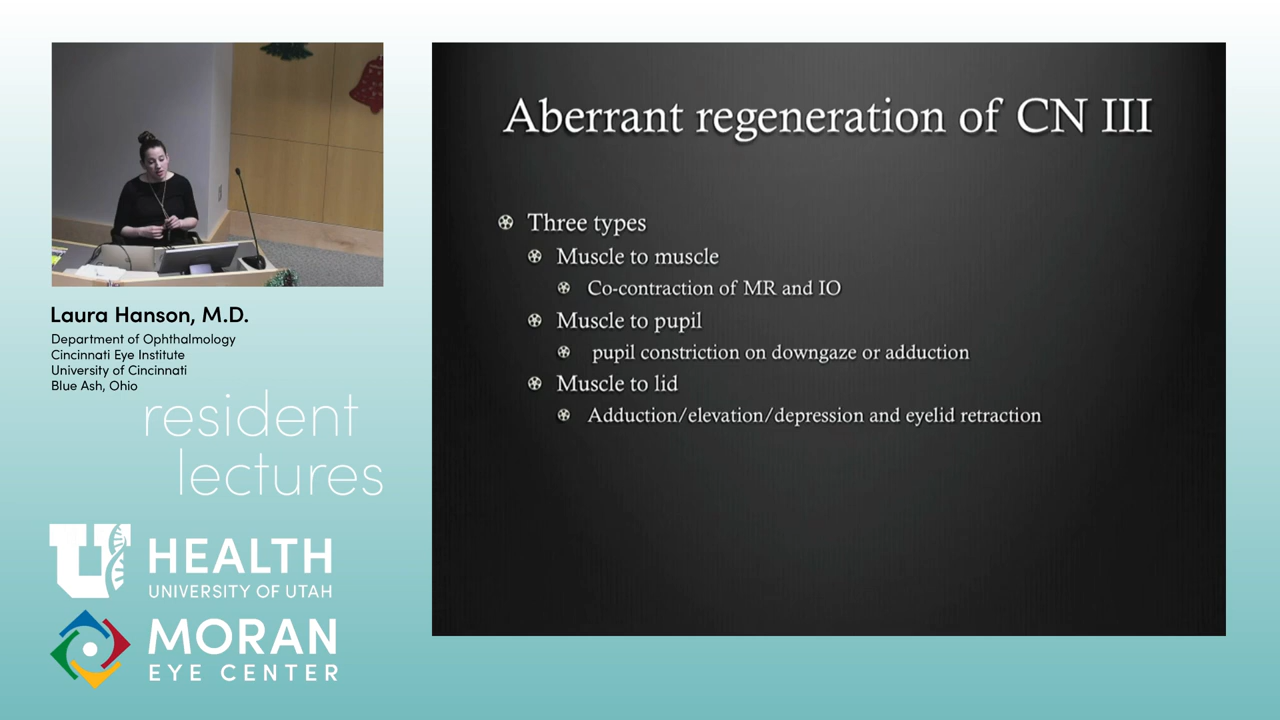 Laura Hanson, M.D.
Department of Ophthalmology
Cincinnati Eye Institute
University of Cincinnati
Blue Ash, Ohio
resident
lectures
U HEALTH
UNIVERSITY OF UTAH
MORAN
EYE CENTER
Aberrant regeneration of CN III
Three types
Muscle to muscle
Co-contraction of MR and IO
Muscle to pupil
pupil constriction on downgaze or adduction
Muscle to lid
Adduction/elevation/depression and eyelid retraction